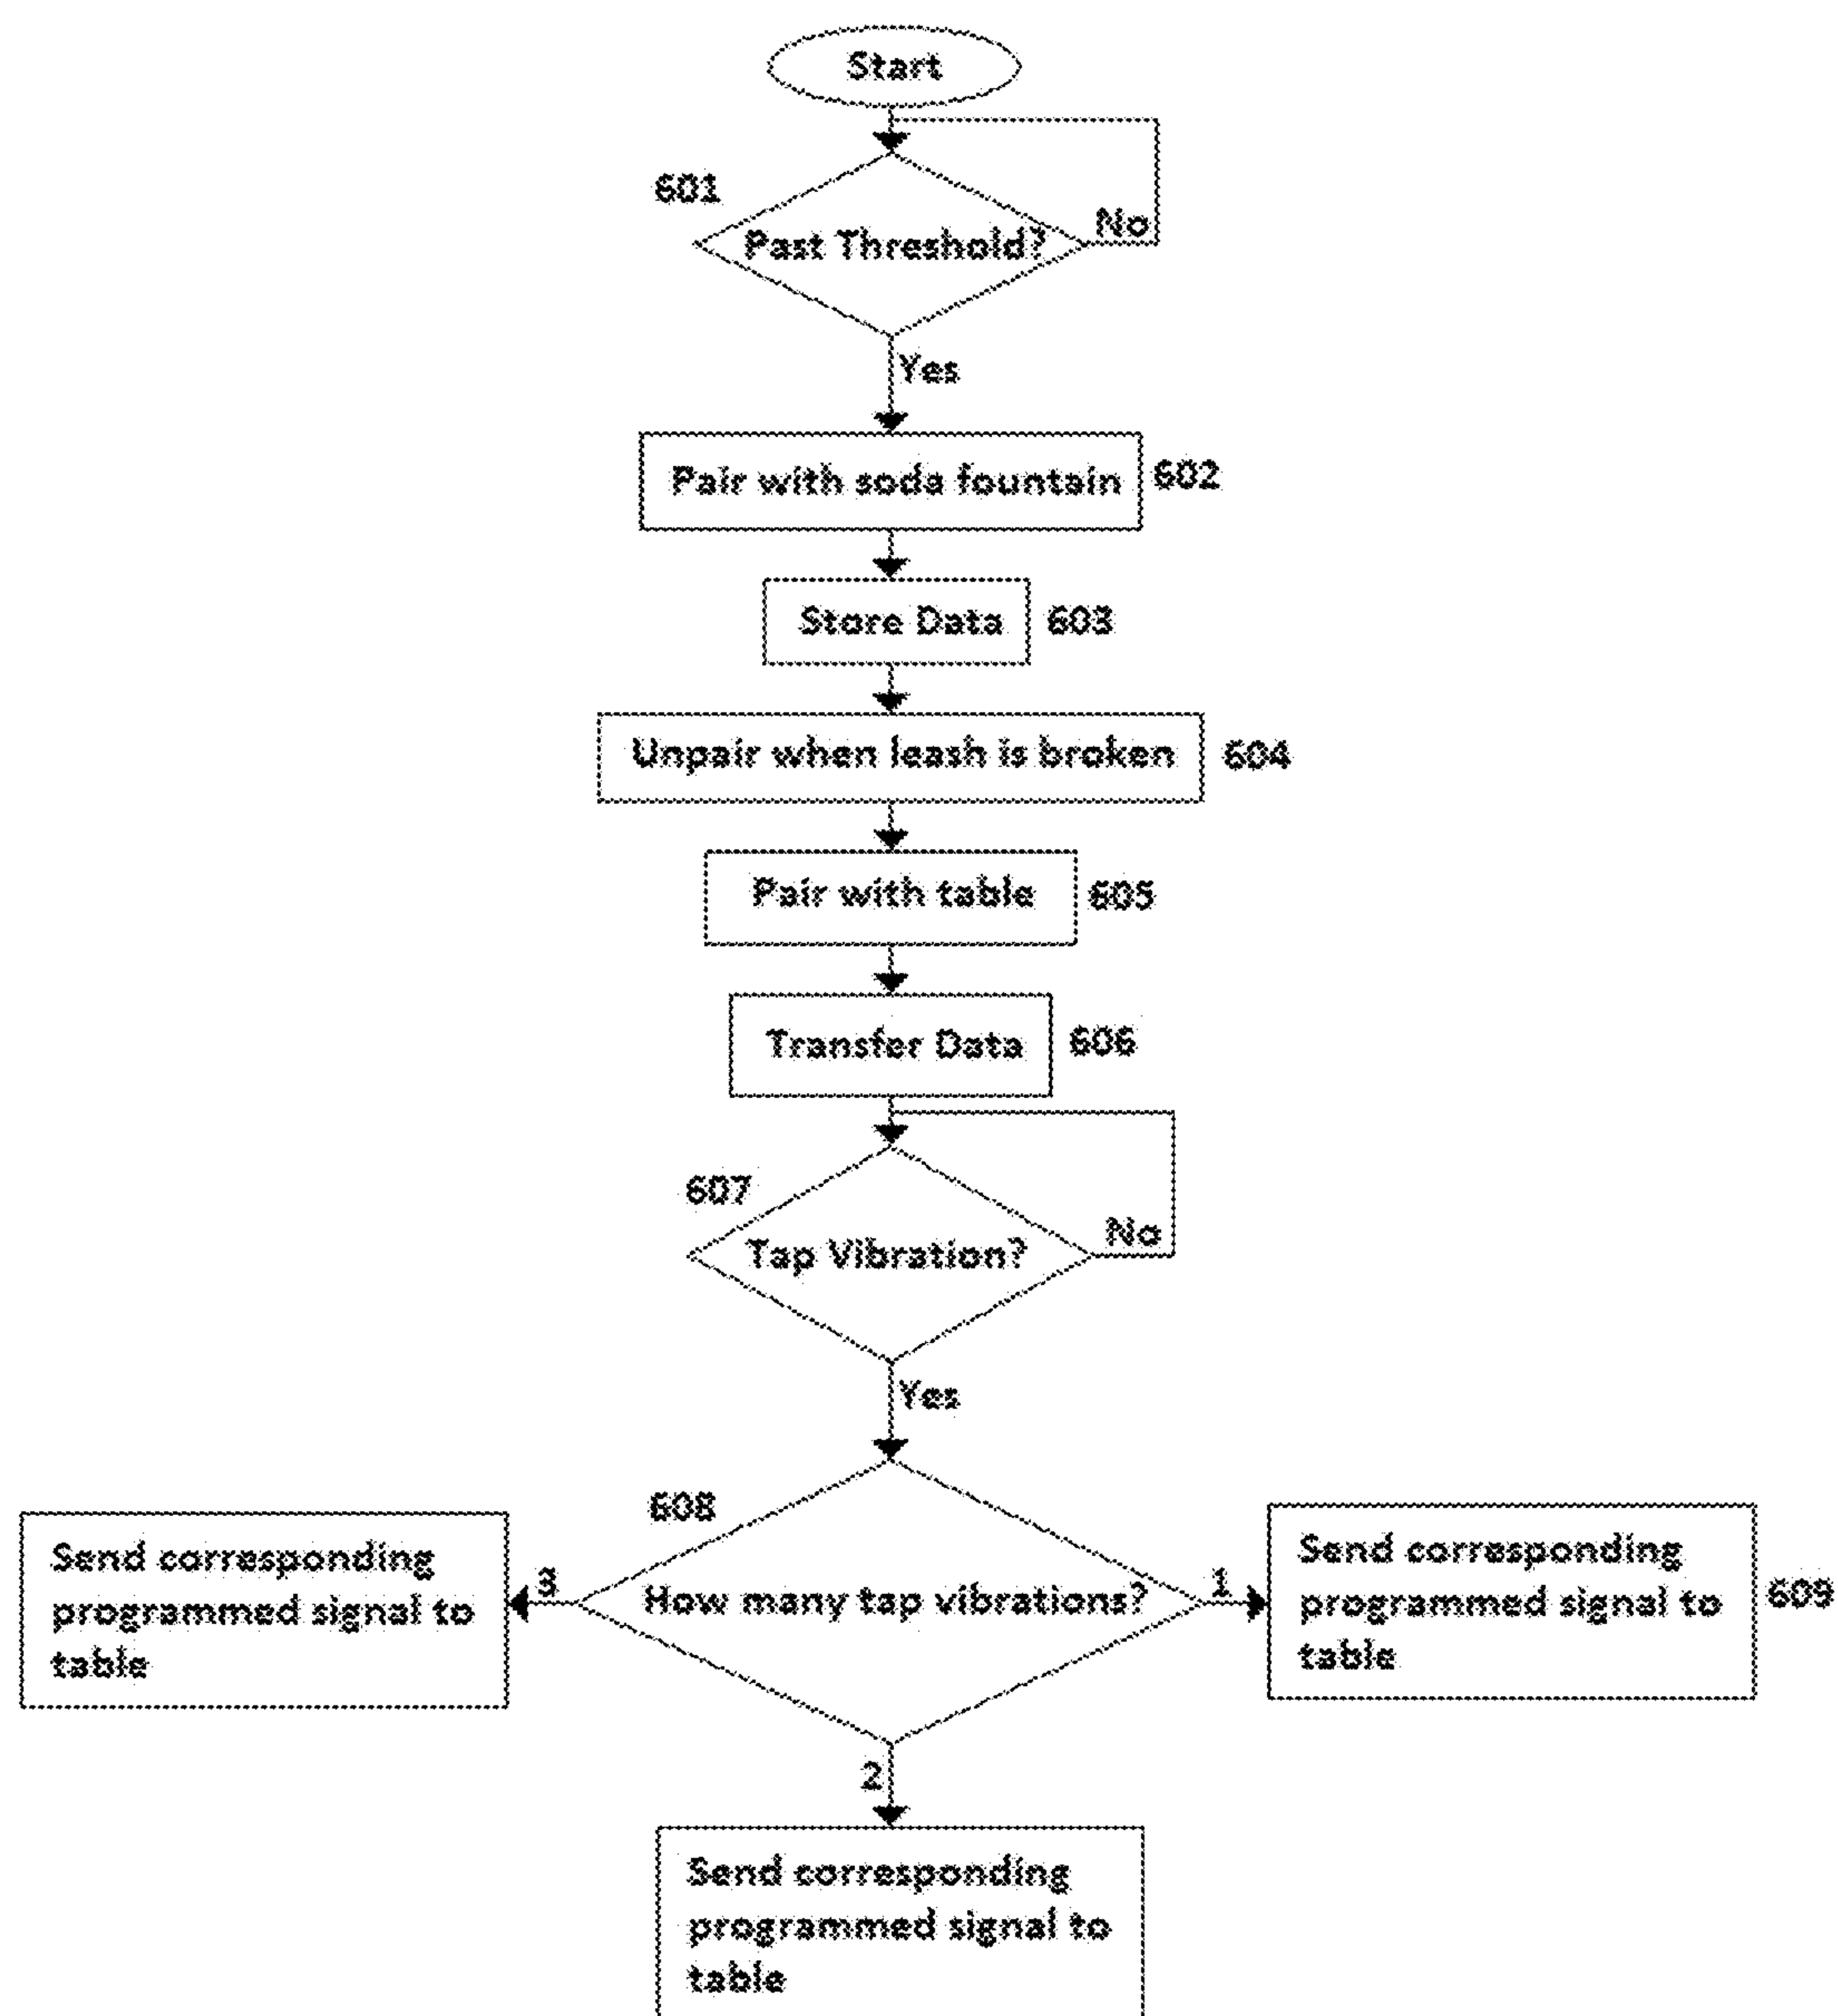 Start
601
Past Threshold?
No
Yes
Pair with soda fountain
602
Store Data
603
Unpair when leash is broken
604
Pair with table
605
Transfer Data
606
607
Tap Vibration?
No
Yes
608
How many tap vibrations?
3
Send corresponding
programmed signal to
table
1
Send corresponding
programmed signal to
table
609
2
Send corresponding
programmed signal to
table